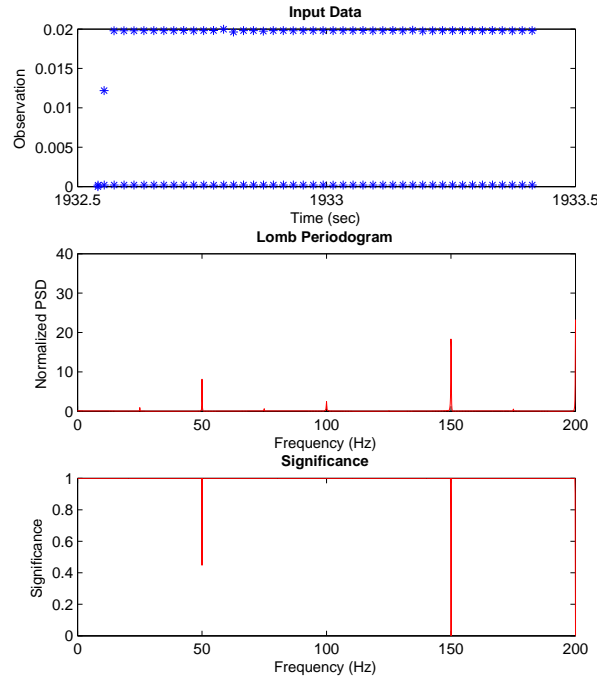 Input Data
0.02
0.015
0.01
0.005
0
Observation
1932.5 1933 1933.5
Time (sec)
Lomb Periodogram
40
30
20
10
0
Normalized PSD
0 50 100 150 200
Frequency (Hz)
Significance
1
0.8
0.6
0.4
0.2
0
Significance
0 50 100 150 200
Frequency (Hz)